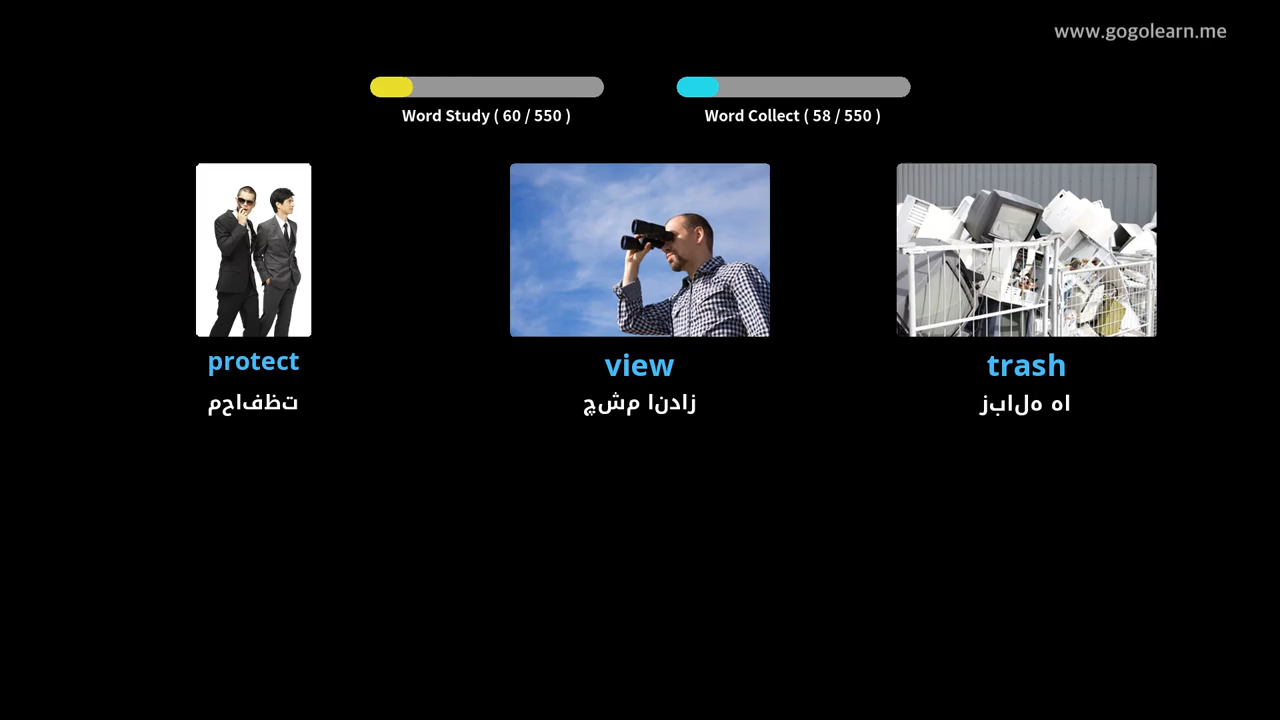 www.gogolearn.me
Word Study ( 60 / 550 )
Word Collect ( 58 / 550 )
protect
view
trash
تظفاحم
زادنا مشچ
اه هلابز